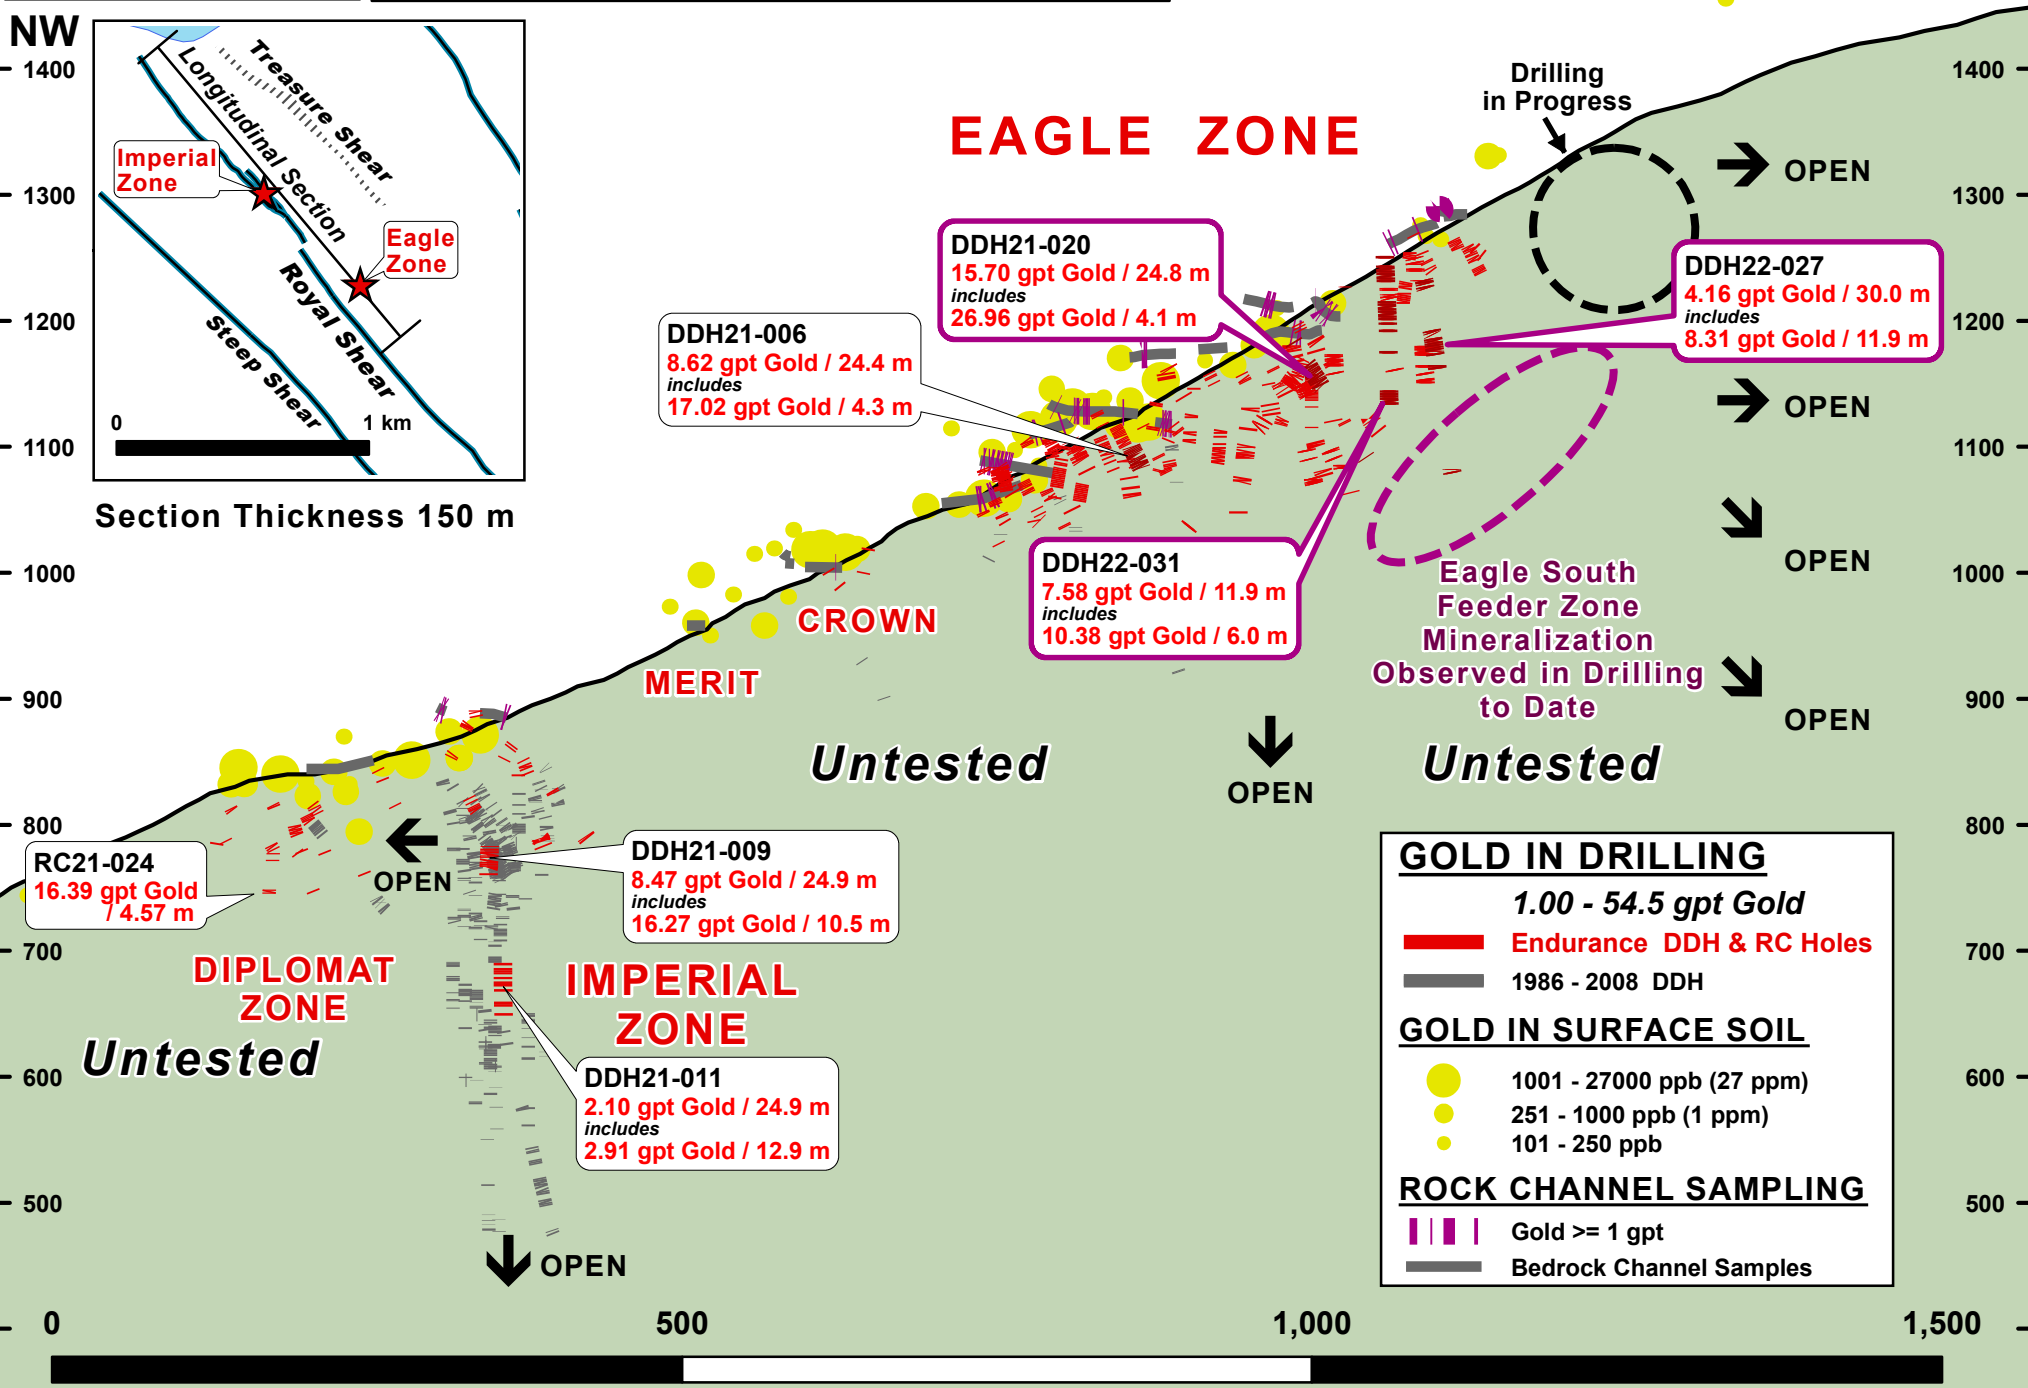 NW
1400
1300
1200
1100
1000
900
800
700
600
500
1400
1300
1200
1100
1000
900
800
700
600
500
Longitudinal Section
Treasure Shear
Imperial
Zone
Eagle
Zone
Royal Shear
Steep Shear
0
1 km
Section Thickness 150 m
EAGLE ZONE
Drilling
in Progress
OPEN
DDH21-020
15.70 gpt Gold / 24.8 m
includes
26.96 gpt Gold / 4.1 m
DDH22-027
4.16 gpt Gold / 30.0 m
includes
8.31 gpt Gold / 11.9 m
DDH21-006
8.62 gpt Gold / 24.4 m
includes
17.02 gpt Gold / 4.3 m
OPEN
DDH22-031
7.58 gpt Gold / 11.9 m
includes
10.38 gpt Gold / 6.0 m
OPEN
Eagle South
Feeder Zone
Mineralization
Observed in Drilling
to Date
OPEN
CROWN
MERIT
Untested
OPEN
Untested
RC21-024
16.39 gpt Gold
/ 4.57 m
OPEN
DDH21-009
8.47 gpt Gold / 24.9 m
includes
16.27 gpt Gold / 10.5 m
DIPLOMAT
ZONE
IMPERIAL
ZONE
Untested
DDH21-011
2.10 gpt Gold / 24.9 m
includes
2.91 gpt Gold / 12.9 m
OPEN
GOLD IN DRILLING
1.00 - 54.5 gpt Gold
Endurance DDH & RC Holes
1986 - 2008 DDH
GOLD IN SURFACE SOIL
1001 - 27000 ppb (27 ppm)
251 - 1000 ppb (1 ppm)
101 - 250 ppb
ROCK CHANNEL SAMPLING
Gold >= 1 gpt
Bedrock Channel Samples
0
500
1,000
1,500